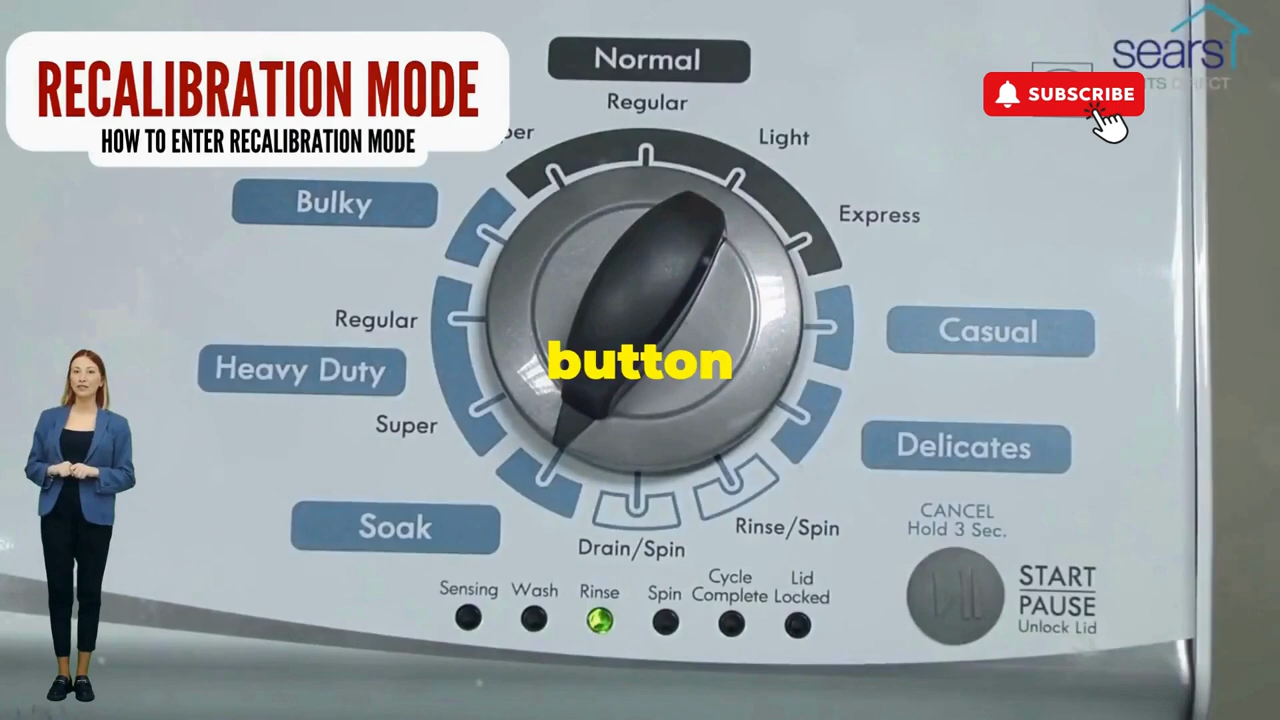 RECALIBRATION MODE
HOW TO ENTER RECALIBRATION MODE
sears
SUBSCRIBE
Normal
Regular
Light
Express
Bulky
Regular
Heavy Duty
Super
Soak
Casual
Delicates
button
Rinse/Spin
Drain/Spin
CANCEL
Hold 3 Sec.
START
PAUSE
Unlock Lid
Sensing
Wash
Rinse
Spin
Cycle
Complete
Lid
Locked